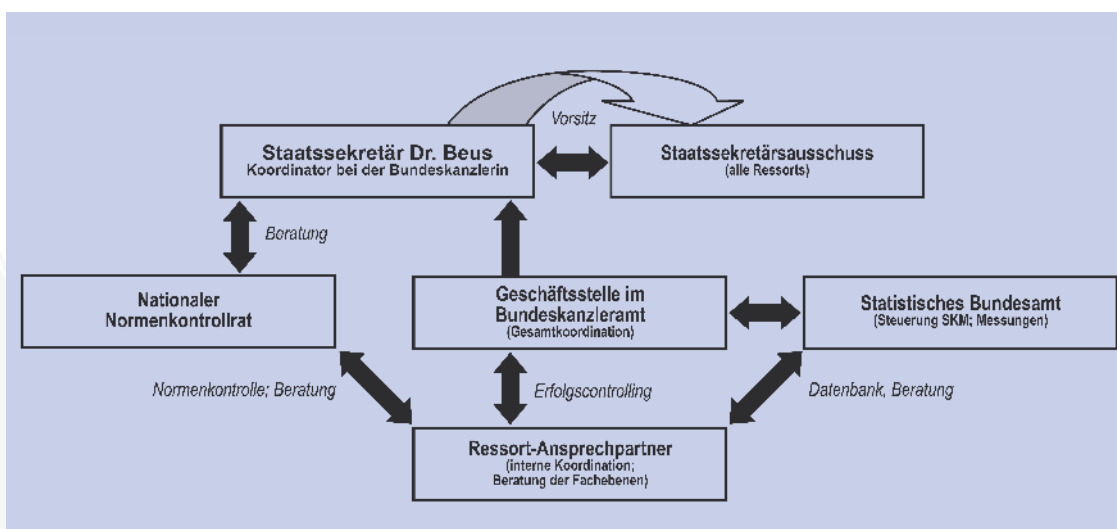 Vorsitz
Staatssekretär Dr. Beus
Koordinator bei der Bundeskanzlerin
Staatssekretärsausschuss
(alle Ressorts)
Beratung
Nationaler
Normenkontrollrat
Geschäftsstelle im
Bundeskanzleramt
(Gesamtkoordination)
Statistisches Bundesamt
(Steuerung SKM; Messungen)
Normenkontrolle; Beratung
Erfolgscontrolling
Datenbank, Beratung
Ressort-Ansprechpartner
(interne Koordination;
Beratung der Fachebenen)